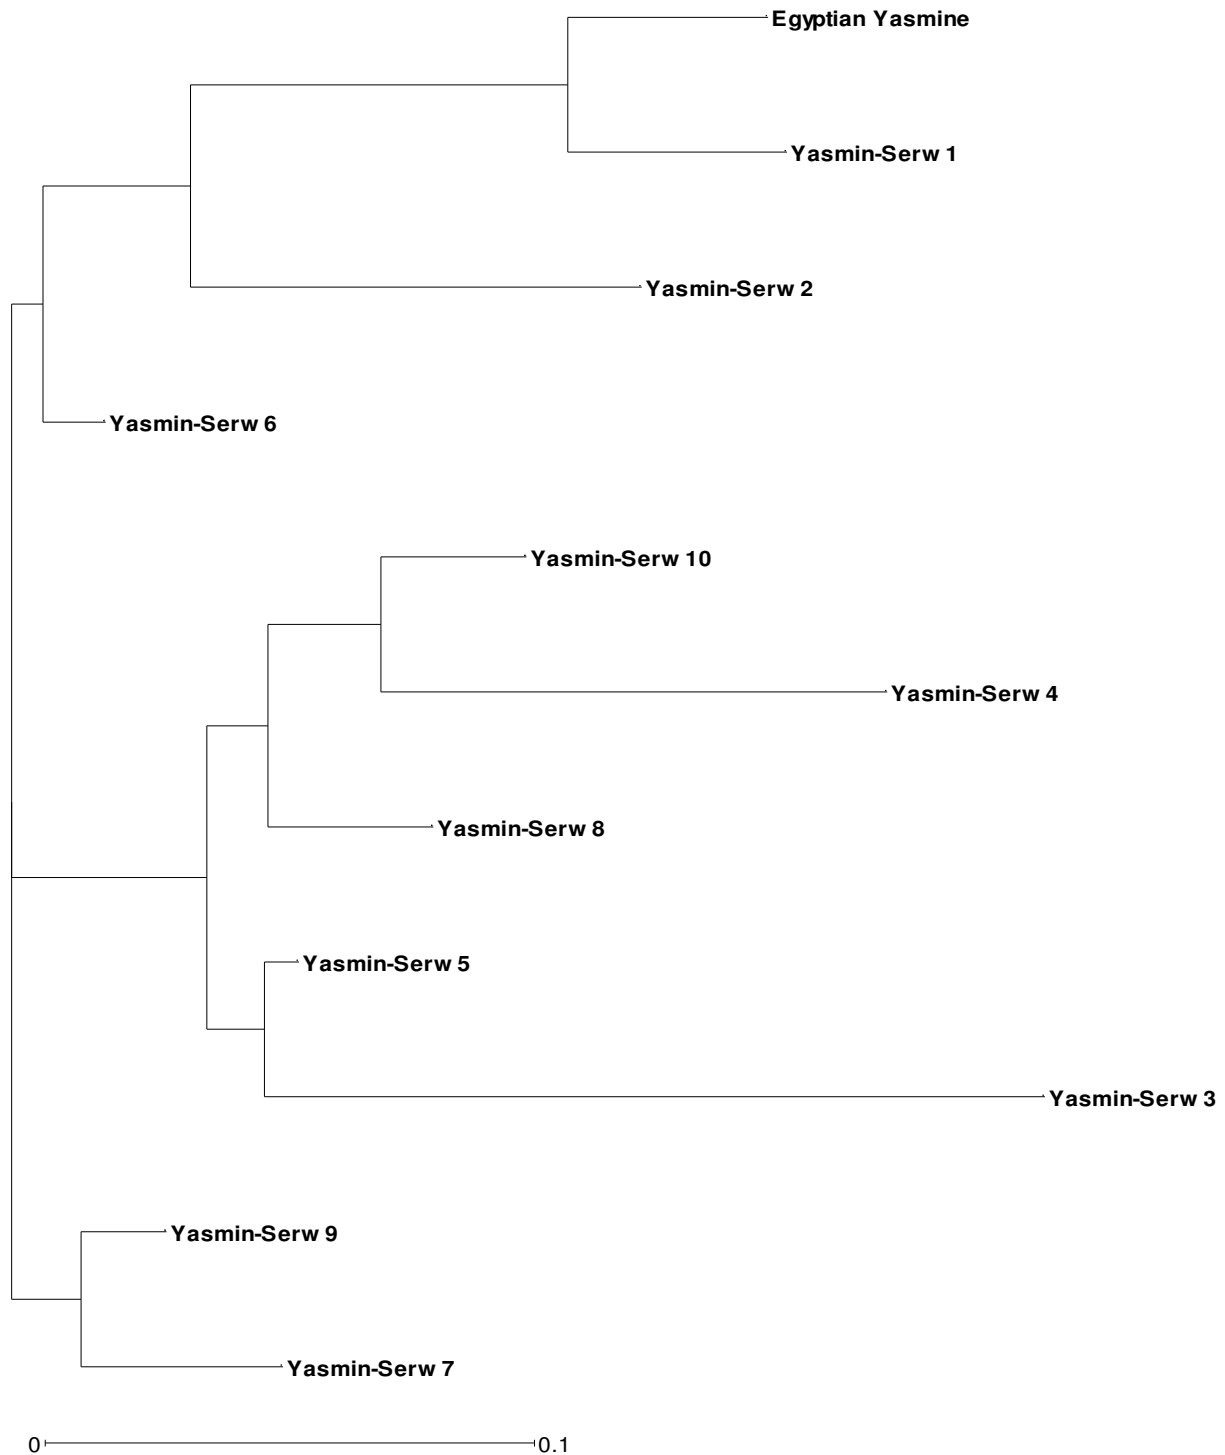 Egyptian Yasmine
Yasmin-Serw 1
Yasmin-Serw 2
Yasmin-Serw 6
Yasmin-Serw 10
Yasmin-Serw 4
Yasmin-Serw 8
Yasmin-Serw 5
Yasmin-Serw 3
Yasmin-Serw 9
Yasmin-Serw 7
0 0.1